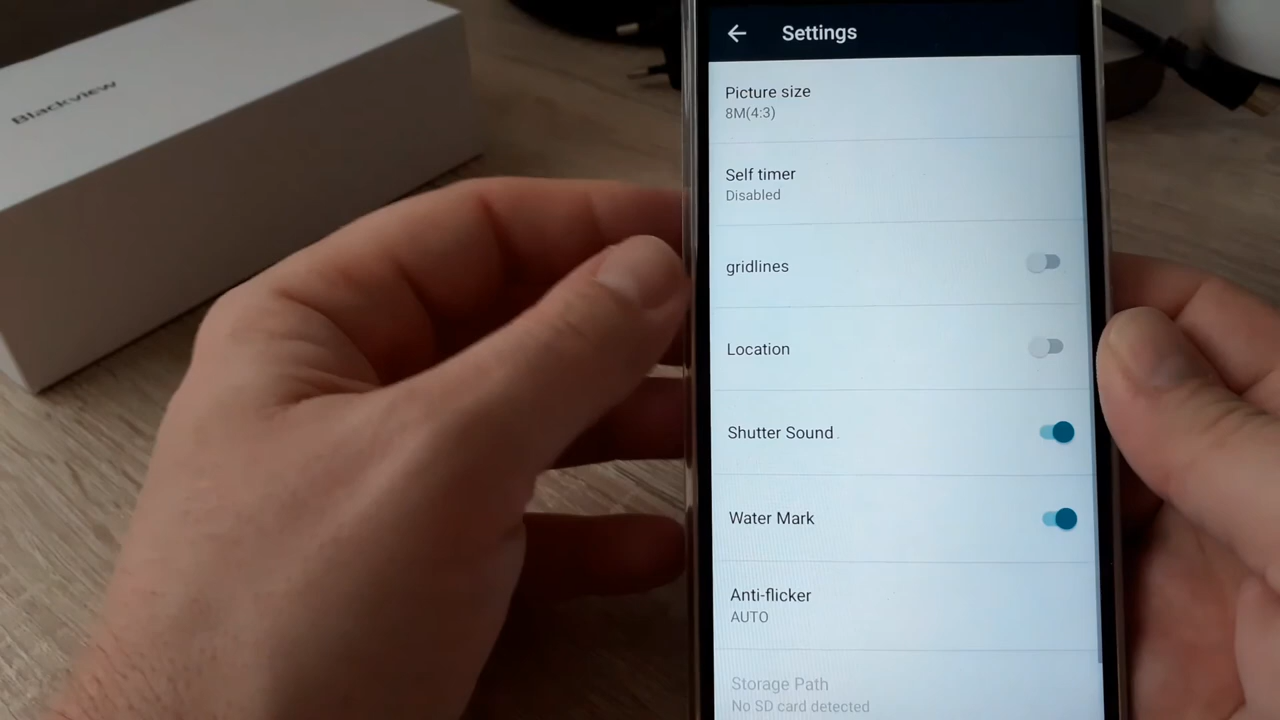 Blackview
Settings
Picture size
8M(4:3)
Self timer
Disabled
gridlines
Location
Shutter Sound
Water Mark
Anti-flicker
AUTO
Storage Path
No SD card detected